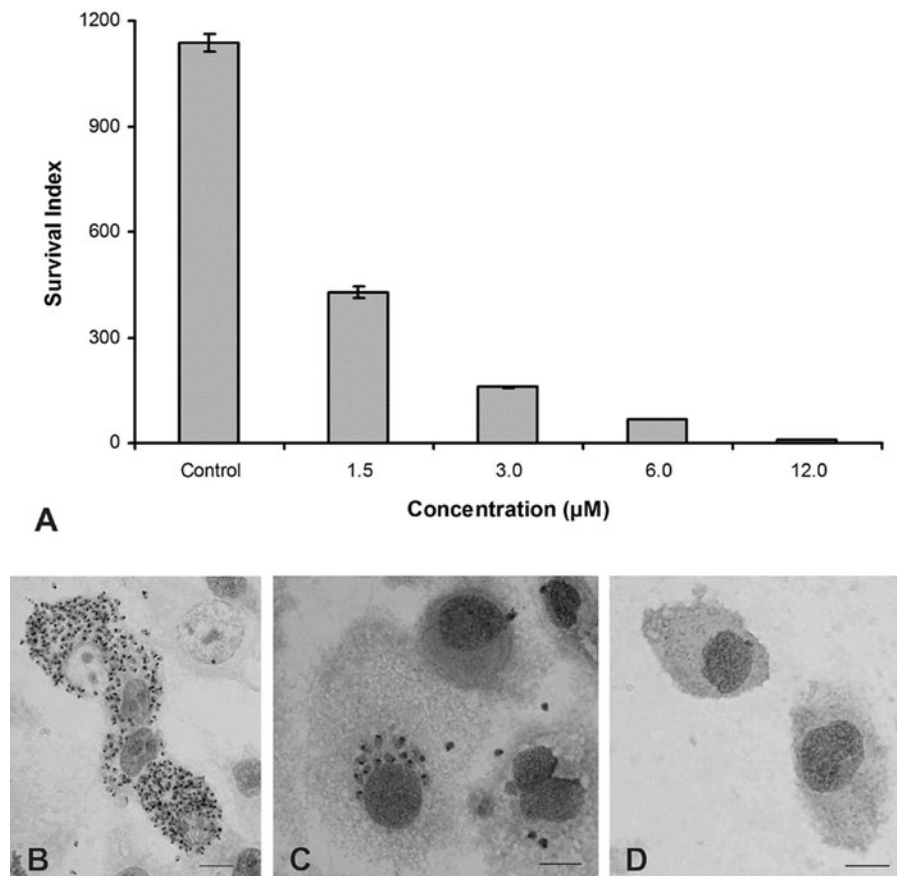 1200
900
600
300
0
Survival Index
Control 1.5 3.0 6.0 12.0
Concentration (µM)
A
B C D